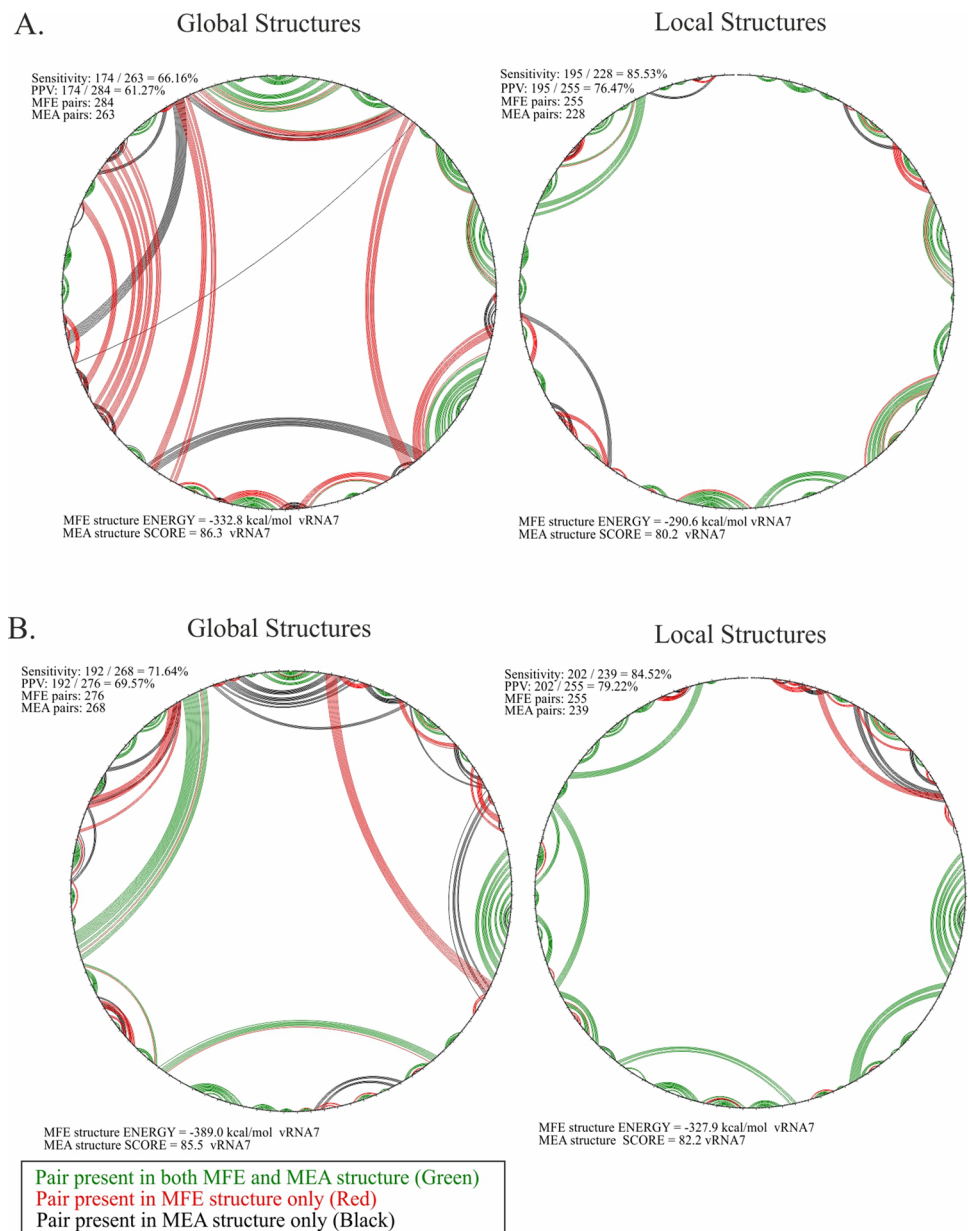 A.
Global Structures
Local Structures
Sensitivity: 174 / 263 = 66.16%
PPV: 174 / 284 = 61.27%
MFE pairs: 284
MEA pairs: 263
Sensitivity: 195 / 228 = 85.53%
PPV: 195 / 255 = 76.47%
MFE pairs: 255
MEA pairs: 228
MFE structure ENERGY = -332.8 kcal/mol vRNA7
MEA structure SCORE = 86.3 vRNA7
MFE structure ENERGY = -290.6 kcal/mol vRNA7
MEA structure SCORE = 80.2 vRNA7
B.
Global Structures
Local Structures
Sensitivity: 192 / 268 = 71.64%
PPV: 192 / 276 = 69.57%
MFE pairs: 276
MEA pairs: 268
Sensitivity: 202 / 239 = 84.52%
PPV: 202 / 255 = 79.22%
MFE pairs: 255
MEA pairs: 239
MFE structure ENERGY = -389.0 kcal/mol vRNA7
MEA structure SCORE = 85.5 vRNA7
MFE structure ENERGY = -327.9 kcal/mol vRNA7
MEA structure SCORE = 82.2 vRNA7
Pair present in both MFE and MEA structure (Green)
Pair present in MFE structure only (Red)
Pair present in MEA structure only (Black)